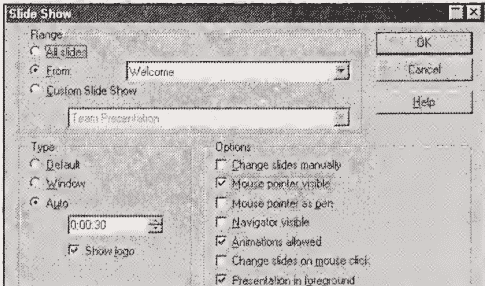 Slide Show
Range
All slides
From:
Welcome
Custom Slide Show
Team Presentation
OK
Cancel
Help
Type
Default
Window
Auto
0:00:30
Show logo
Options
Change slides manually
Mouse pointer visible
Mouse pointer as pen
Navigator visible
Animations allowed
Change slides on mouse click
Presentation in foreground